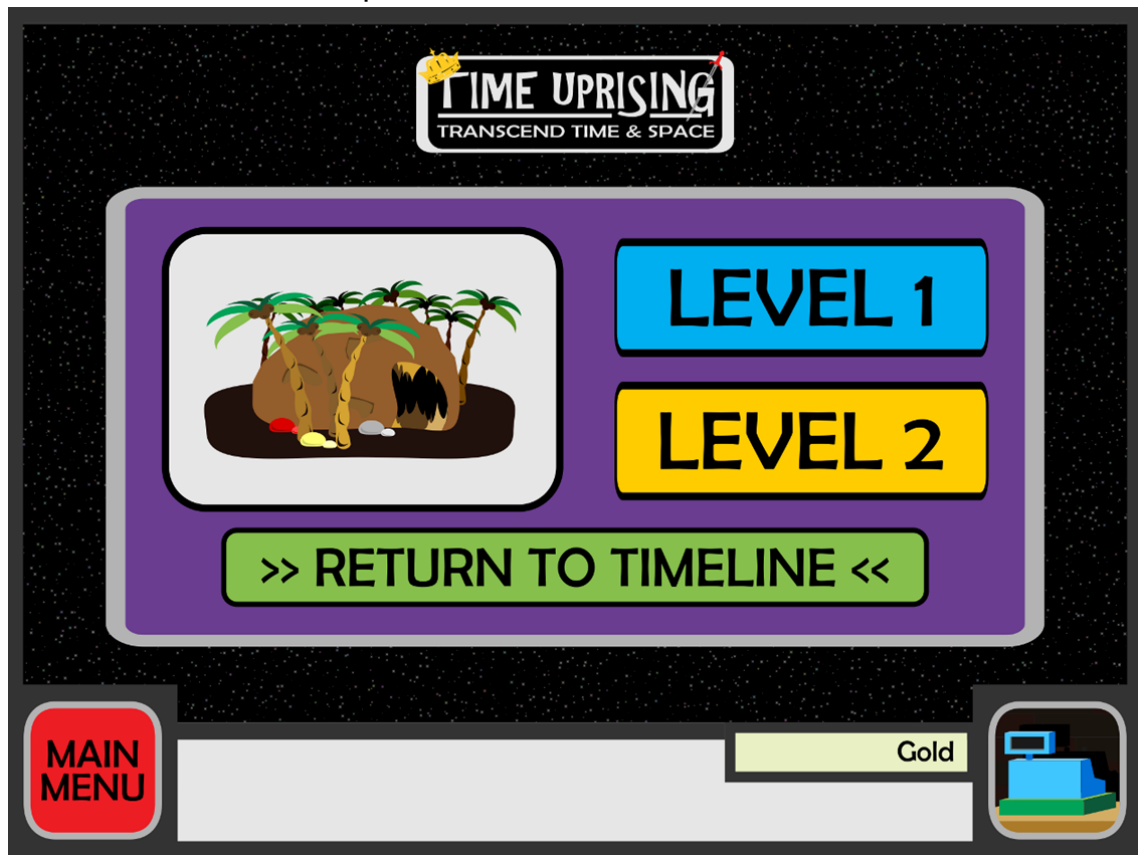 TIME UPRISING
TRANSCEND TIME & SPACE
LEVEL 1
LEVEL 2
>> RETURN TO TIMELINE <<
MAIN
MENU
Gold